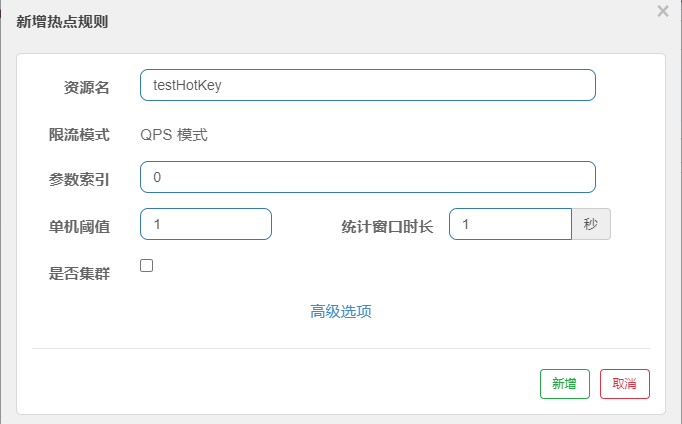 新增热点规则
×
资源名 testHotKey
限流模式 QPS 模式
参数索引 0
单机阈值 1 统计窗口时长 1 秒
是否集群
高级选项
新增 取消